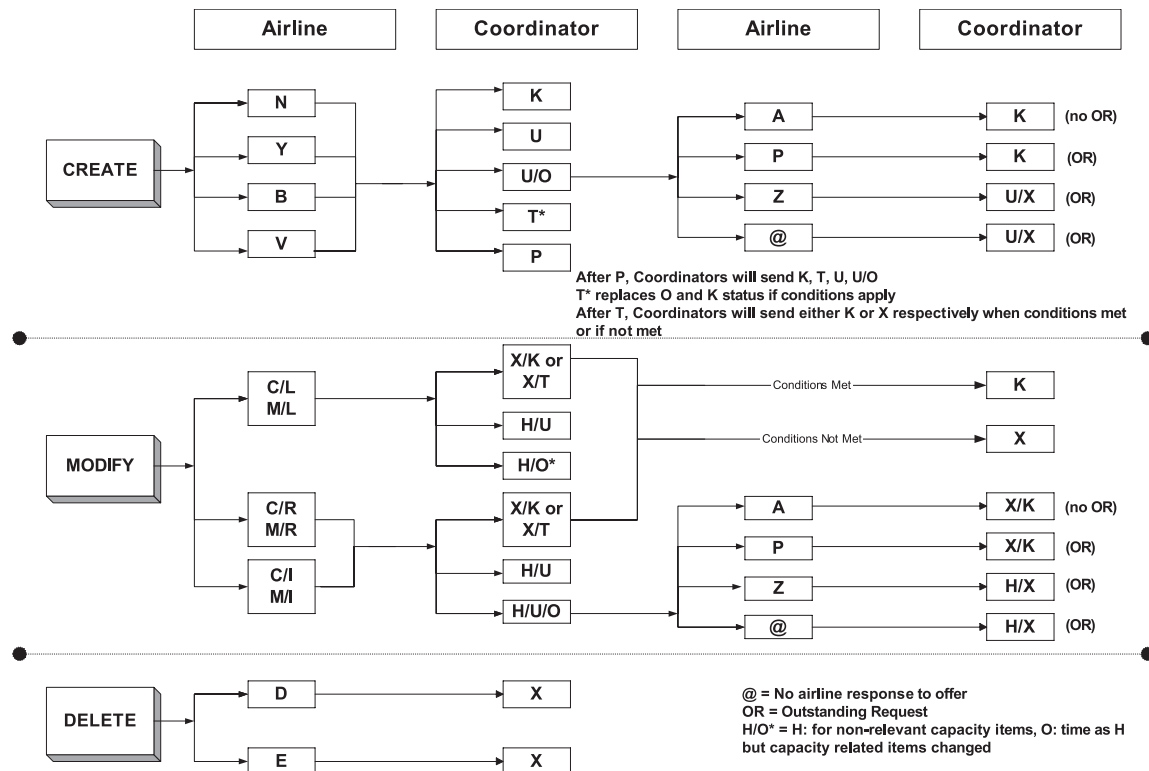 Airline
Coordinator
Airline
Coordinator
CREATE
N
Y
B
V
K
U
U/O
T*
P
A
P
Z
@
K
(no OR)
K
(OR)
U/X
(OR)
U/X
(OR)
After P, Coordinators will send K, T, U, U/O
T* replaces O and K status if conditions apply
After T, Coordinators will send either K or X respectively when conditions met
or if not met
MODIFY
C/L
M/L
C/R
M/R
C/I
M/I
X/K or
X/T
H/U
H/O*
X/K or
X/T
H/U
H/U/O
Conditions Met
K
Conditions Not Met
X
A
P
Z
@
X/K
(no OR)
X/K
(OR)
H/X
(OR)
H/X
(OR)
DELETE
D
E
X
X
@ = No airline response to offer
OR = Outstanding Request
H/O* = H: for non-relevant capacity items, O: time as H
but capacity related items changed